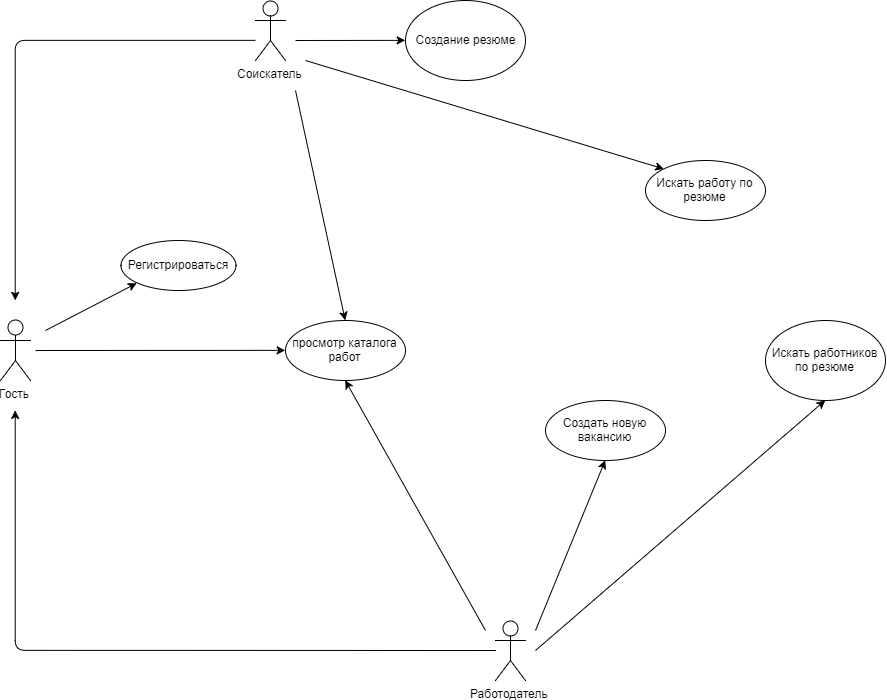 Создание резюме
Соискатель
Искать работу по
резюме
Регистрироваться
просмотр каталога
работ
Искать работников
по резюме
Гость
Создать новую
вакансию
Работодатель